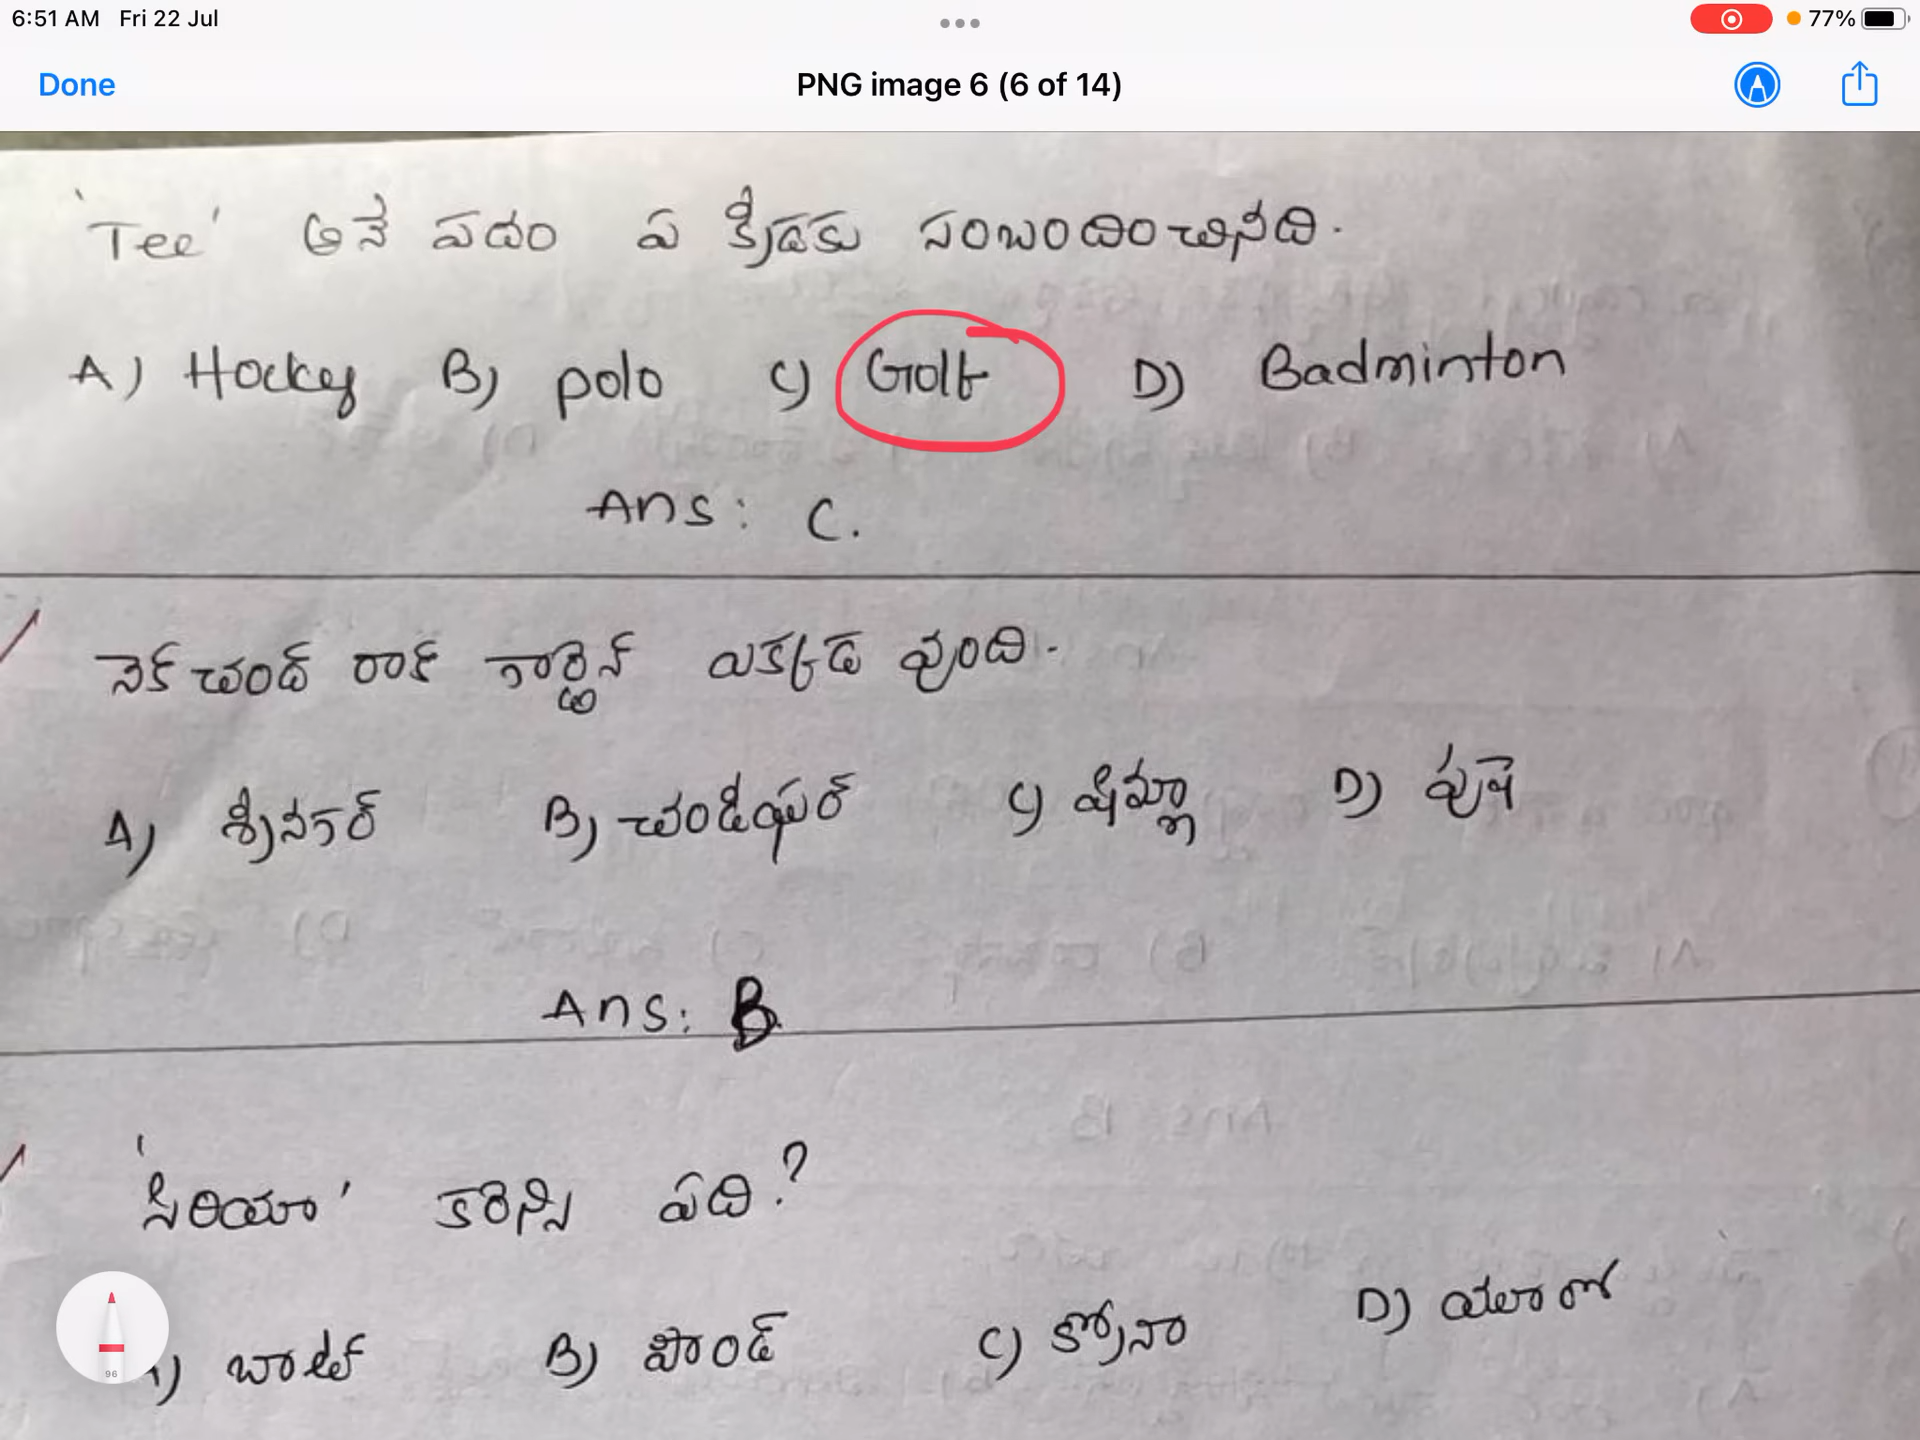 6:51 AM Fri 22 Jul
77%
Done
PNG image 6 (6 of 14)
'Tee' అనే పదం ఏ క్రీడకు సంబందించినది.
A) Hockey B) polo C) Golf D) Badminton
Ans: C.
నెక్ చంద్ రాక్ గార్డెన్ ఎక్కడ వుంది.
A) శ్రీనగర్ B) చండీఘర్ C) షిమ్లా D) పుణె
Ans: B
'సిరియా' కరెన్సి ఏది?
A) బాట్ B) పౌండ్ C) క్రోనా D) యూరో
96